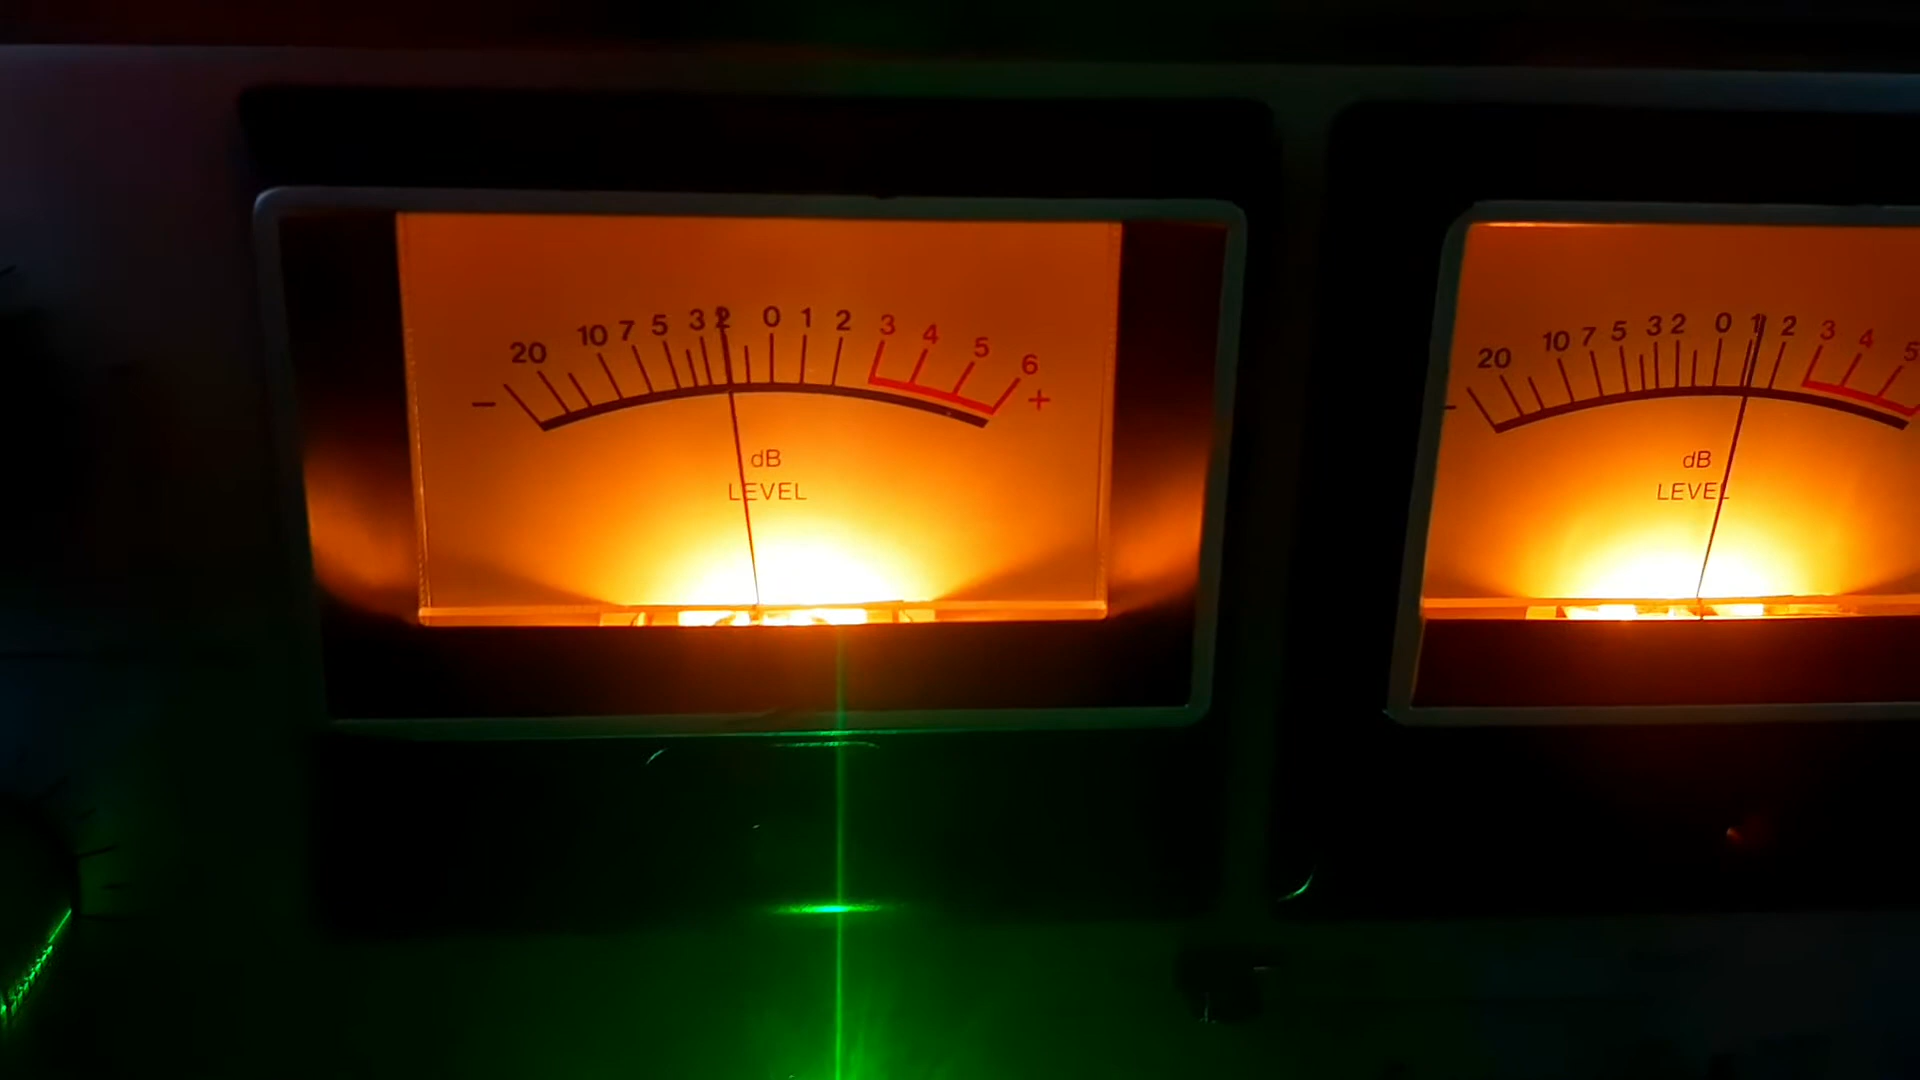 20 10 7 5 3 2 0 1 2 3 4 5 6
- +
dB
LEVEL
20 10 7 5 3 2 0 1 2 3 4 5
-
dB
LEVEL